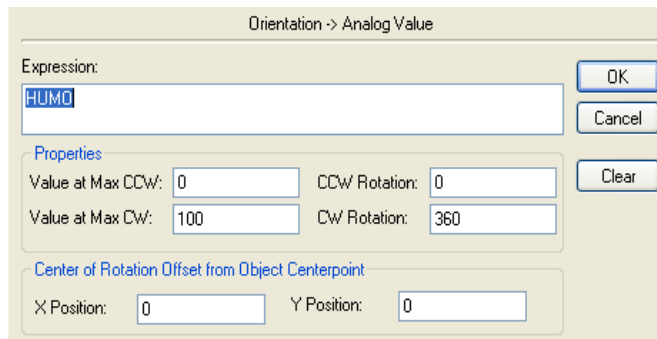 Orientation -> Analog Value
Expression:
OK
HUMO
Cancel
Properties
Clear
Value at Max CCW: 0 CCW Rotation: 0
Value at Max CW: 100 CW Rotation: 360
Center of Rotation Offset from Object Centerpoint
X Position: 0 Y Position: 0